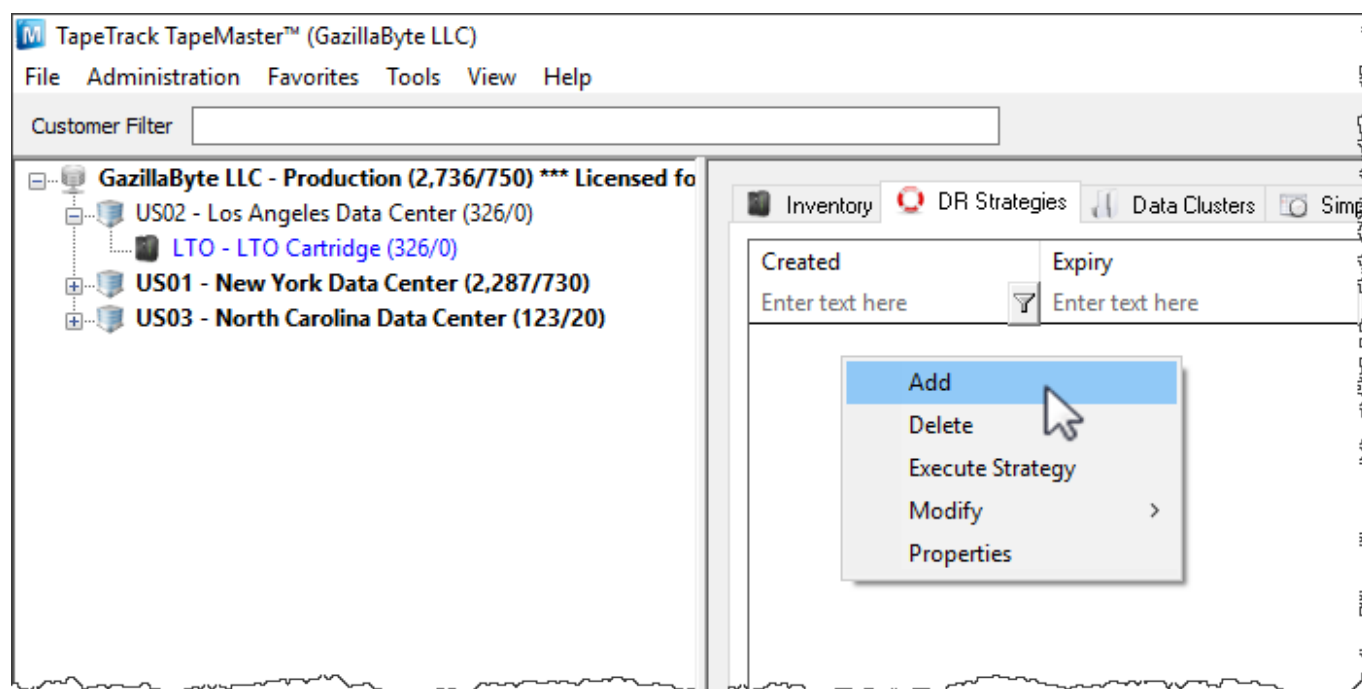 TapeTrack TapeMaster™ (GazillaByte LLC)
File Administration Favorites Tools View Help
Customer Filter
GazillaByte LLC - Production (2,736/750) *** Licensed fo
US02 - Los Angeles Data Center (326/0)
LTO - LTO Cartridge (326/0)
US01 - New York Data Center (2,287/730)
US03 - North Carolina Data Center (123/20)
Inventory DR Strategies Data Clusters Simp
Created Expiry
Enter text here Enter text here
Add
Delete
Execute Strategy
Modify >
Properties